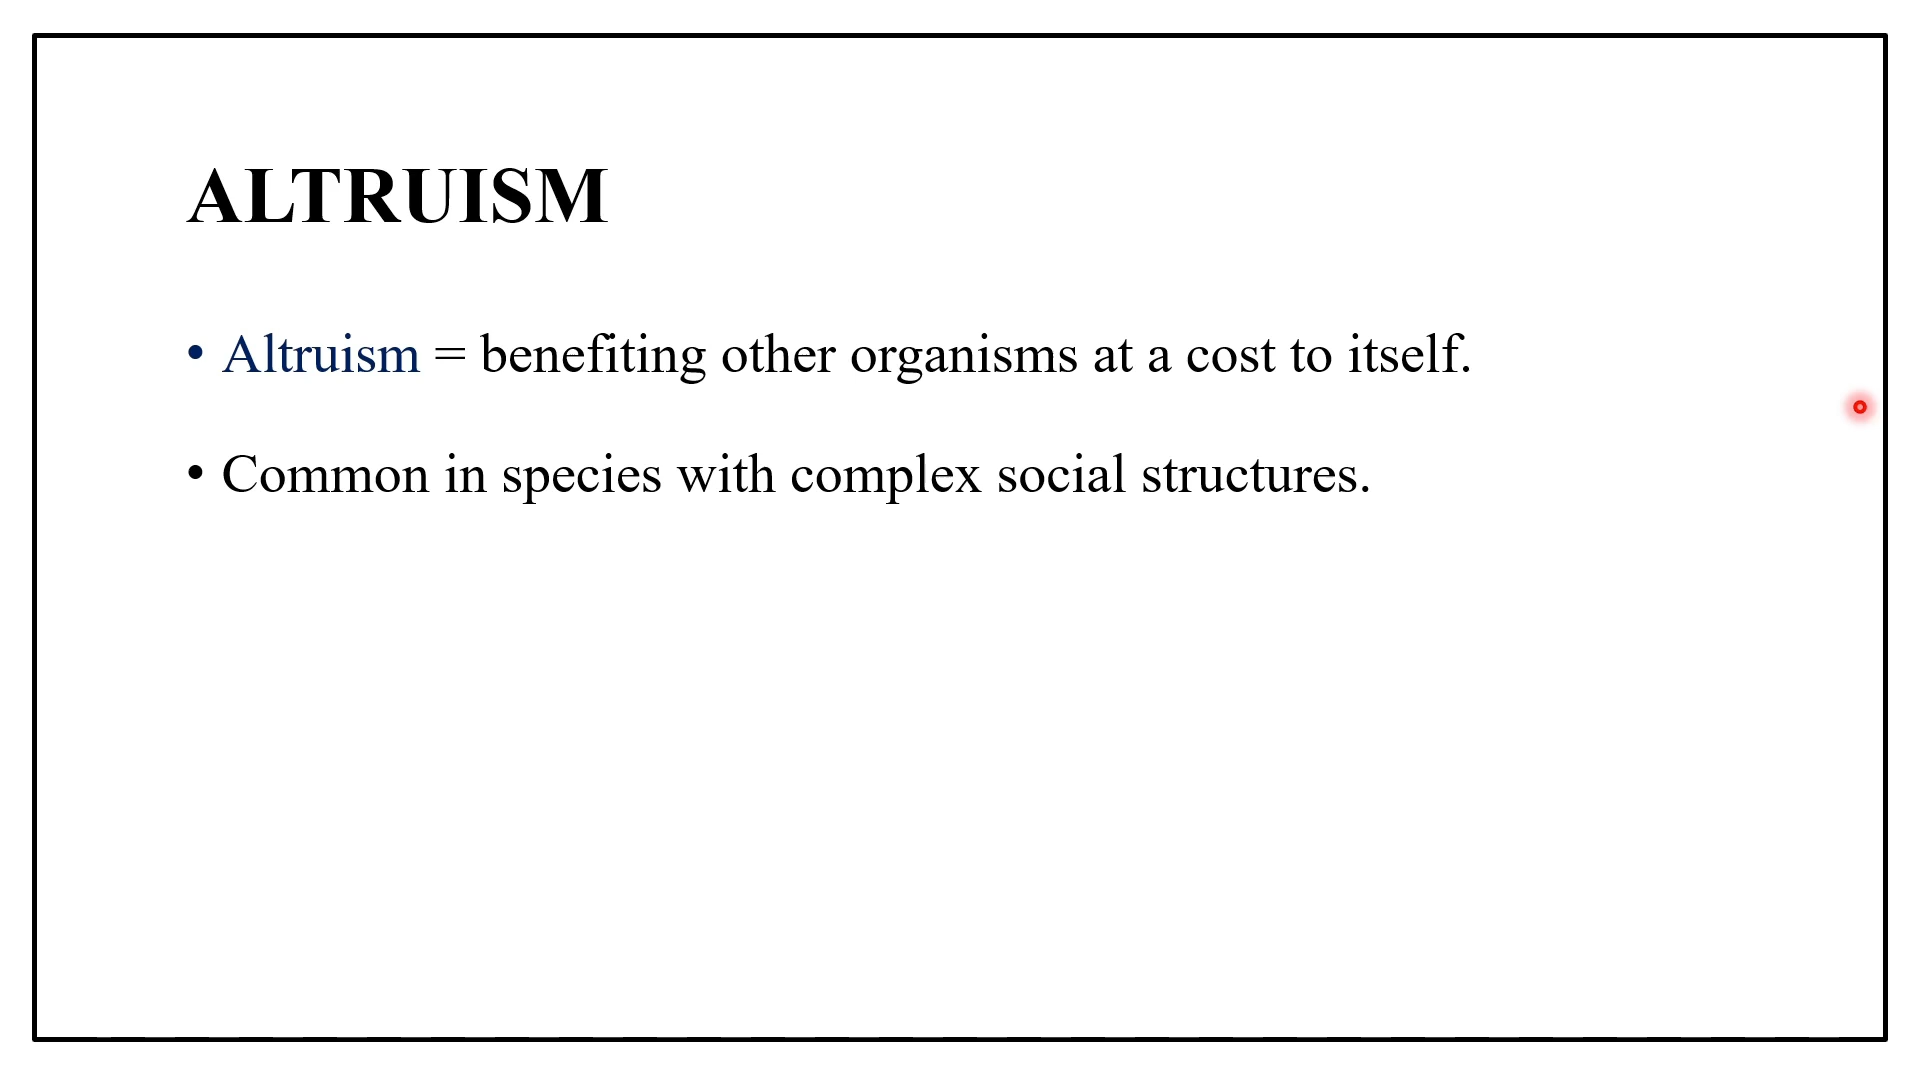 ALTRUISM
• Altruism = benefiting other organisms at a cost to itself.
• Common in species with complex social structures.